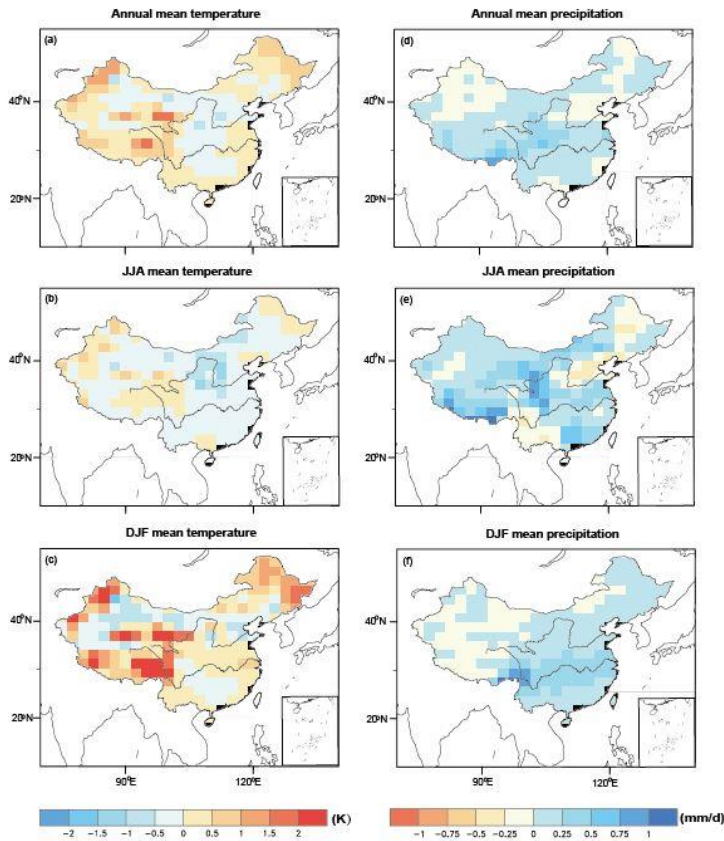 Annual mean temperature
Annual mean precipitation
(a)
(d)
40°N
20°N
40°N
20°N
JJA mean temperature
JJA mean precipitation
(b)
(e)
40°N
20°N
40°N
20°N
DJF mean temperature
DJF mean precipitation
(c)
(f)
40°N
20°N
40°N
20°N
90°E
120°E
90°E
120°E
-2 -1.5 -1 -0.5 0 0.5 1 1.5 2 (K)
-1 -0.75 -0.5 -0.25 0 0.25 0.5 0.75 1 (mm/d)